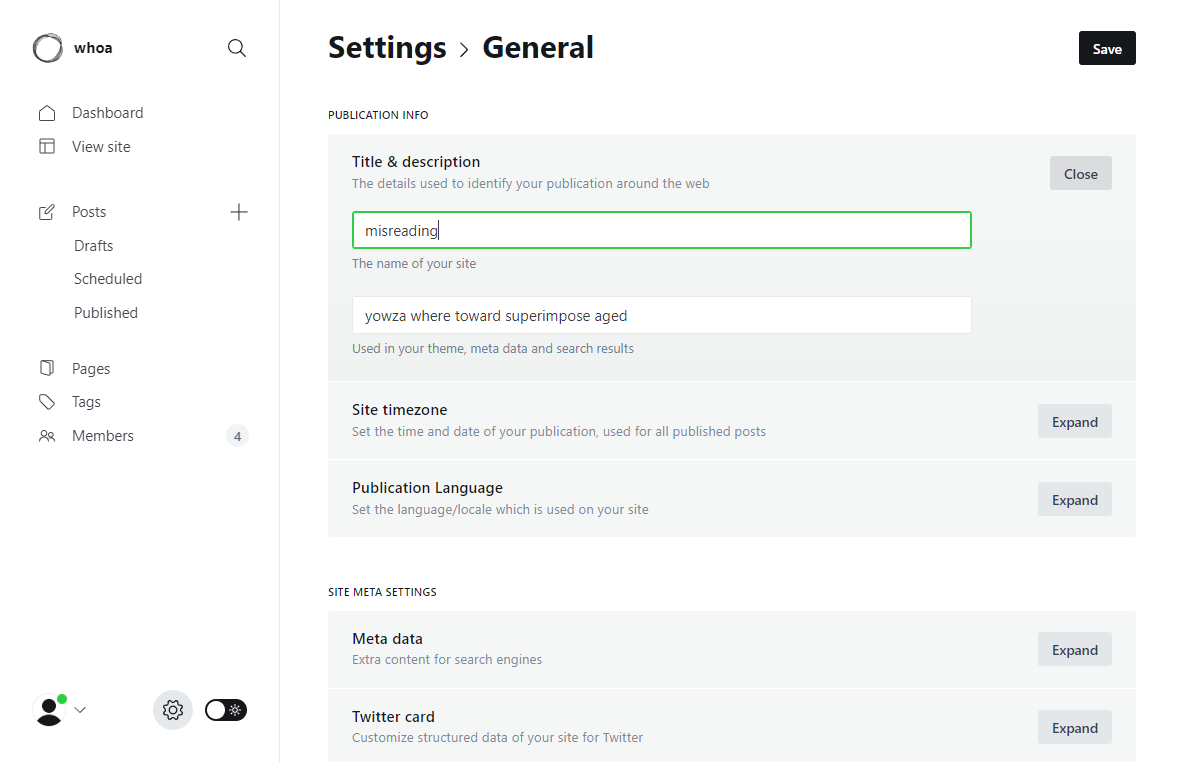 whoa
Dashboard
View site
Posts
Drafts
Scheduled
Published
Pages
Tags
Members 4
Settings › General
Save
PUBLICATION INFO
Title & description
The details used to identify your publication around the web
Close
misreading
The name of your site
yowza where toward superimpose aged
Used in your theme, meta data and search results
Site timezone
Set the time and date of your publication, used for all published posts
Expand
Publication Language
Set the language/locale which is used on your site
Expand
SITE META SETTINGS
Meta data
Extra content for search engines
Expand
Twitter card
Customize structured data of your site for Twitter
Expand